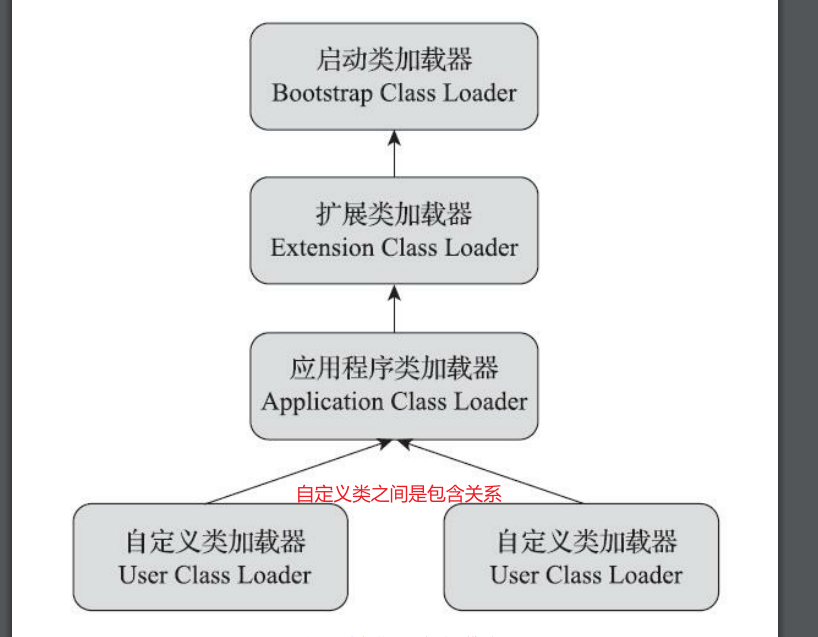 启动类加载器
Bootstrap Class Loader
扩展类加载器
Extension Class Loader
应用程序类加载器
Application Class Loader
自定义类之间是包含关系
自定义类加载器
User Class Loader
自定义类加载器
User Class Loader